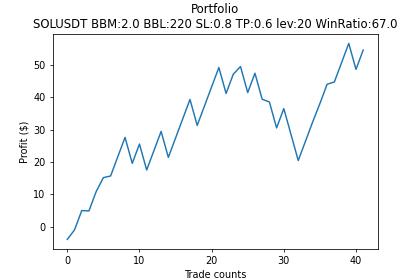 Portfolio
SOLUSDT BBM:2.0 BBL:220 SL:0.8 TP:0.6 lev:20 WinRatio:67.0
Profit ($)
50
40
30
20
10
0
0 10 20 30 40
Trade counts